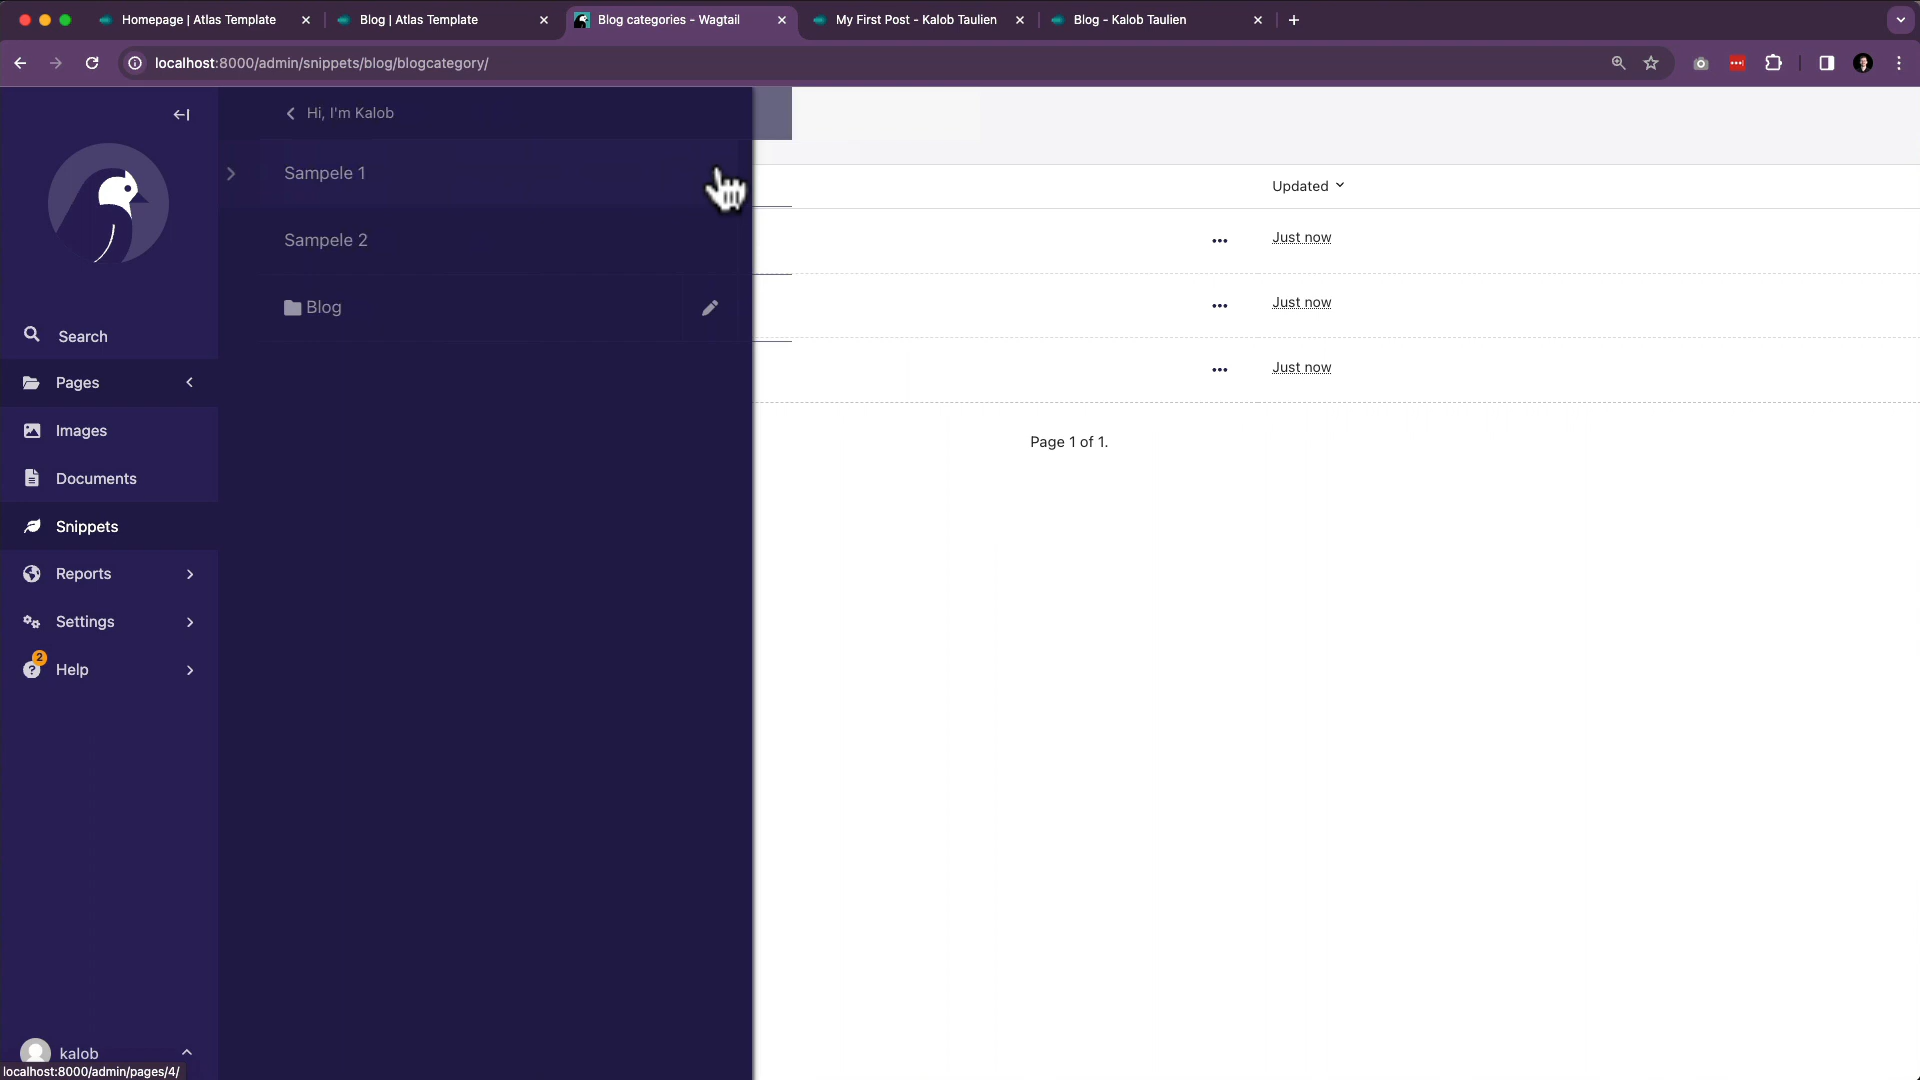 Homepage | Atlas Template
Blog | Atlas Template
Blog categories - Wagtail
My First Post - Kalob Taulien
Blog - Kalob Taulien
localhost:8000/admin/snippets/blog/blogcategory/
Hi, I'm Kalob
Sampele 1
Sampele 2
Blog
Search
Pages
Images
Documents
Snippets
Reports
Settings
2
Help
Updated
Just now
Just now
Just now
Page 1 of 1.
kalob
localhost:8000/admin/pages/4/